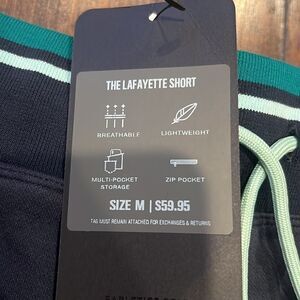 THE LAFAYETTE SHORT
BREATHABLE
LIGHTWEIGHT
MULTI-POCKET
STORAGE
ZIP POCKET
SIZE M | $59.95
TAG MUST REMAIN ATTACHED FOR EXCHANGES & RETURNS